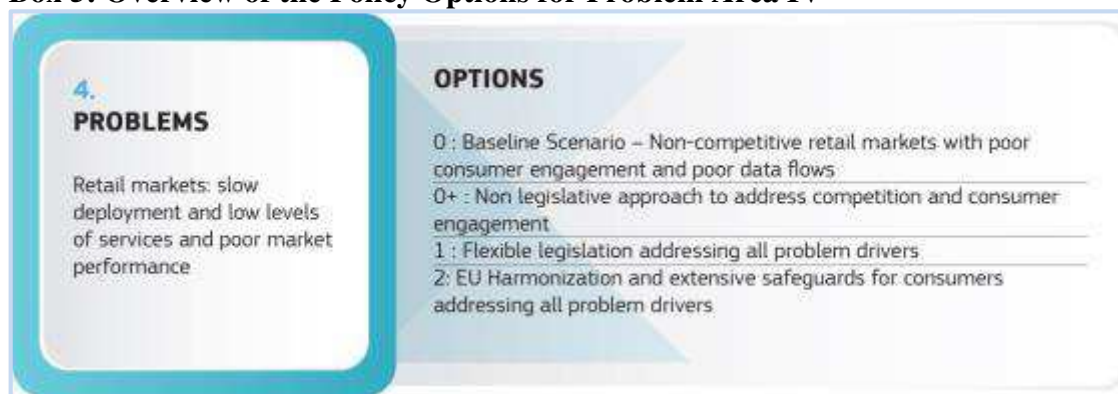 Box 5: Overview of the Policy Options for Problem Area IV
4.
PROBLEMS
Retail markets: slow
deployment and low levels
of services and poor market
performance
OPTIONS
0 : Baseline Scenario – Non-competitive retail markets with poor
consumer engagement and poor data flows
0+ : Non legislative approach to address competition and consumer
engagement
1 : Flexible legislation addressing all problem drivers
2: EU Harmonization and extensive safeguards for consumers
addressing all problem drivers